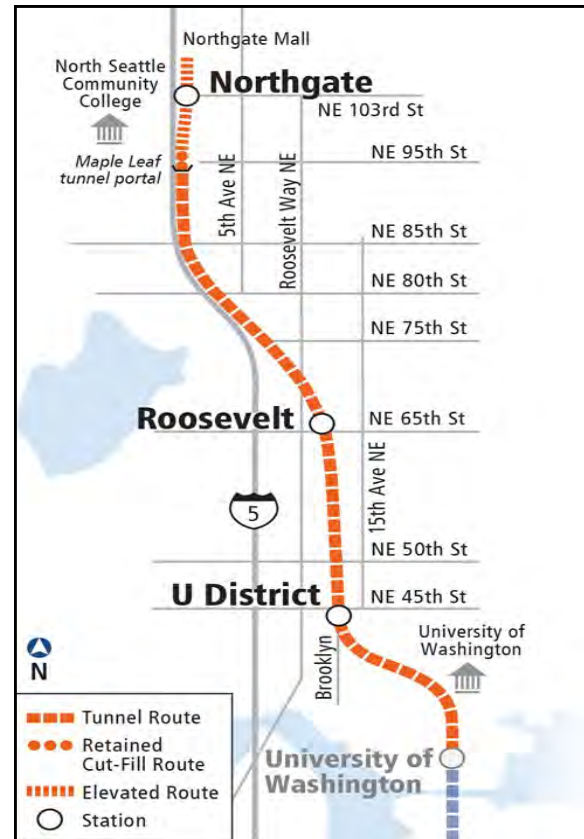 Northgate Mall
North Seattle
Community
College
Northgate
NE 103rd St
Maple Leaf
tunnel portal
NE 95th St
5th Ave NE
Roosevelt Way NE
NE 85th St
NE 80th St
NE 75th St
Roosevelt
NE 65th St
15th Ave NE
5
NE 50th St
U District
NE 45th St
University of
Washington
Brooklyn
N
University of
Washington
Tunnel Route
Retained
Cut-Fill Route
Elevated Route
Station